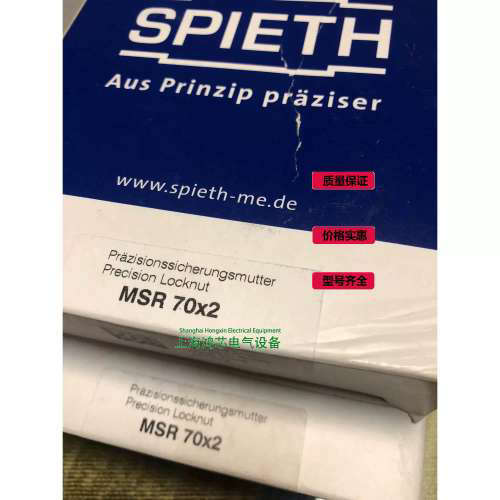 SPIETH
Aus Prinzip präziser
质量保证
www.spieth-me.de
价格实惠
Präzisionssicherungsmutter
Precision Locknut
MSR 70x2
型号齐全
Shanghai Hongxin Electrical Equipment
上海鸿芯电气设备
Präzisionssicherungsmutter
Precision Locknut
MSR 70x2